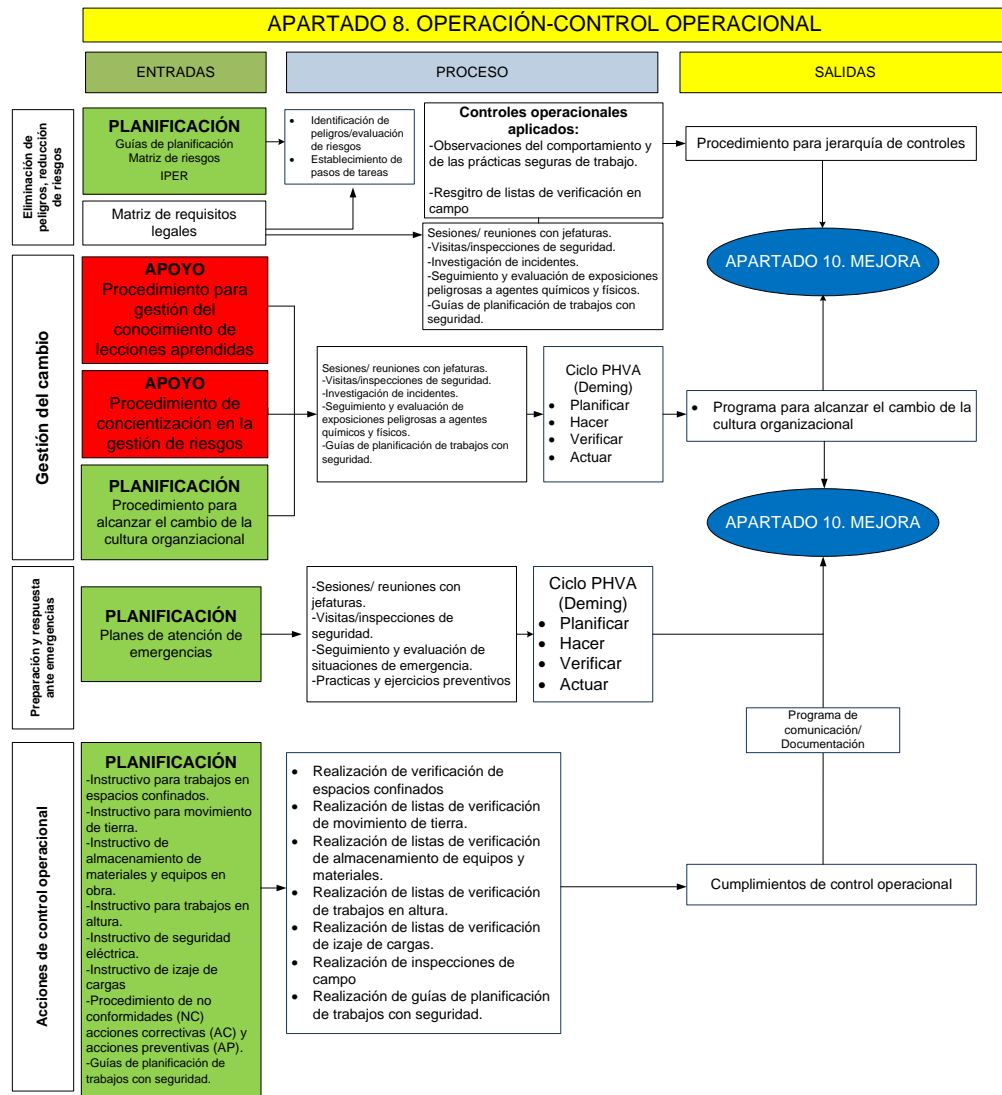 APARTADO 8. OPERACIÓN-CONTROL OPERACIONAL
ENTRADAS
PROCESO
SALIDAS
Eliminación de
peligros, reducción
de riesgos
PLANIFICACIÓN
Guías de planificación
Matriz de riesgos
IPER
Matriz de requisitos
legales
• Identificación de
peligros/evaluación
de riesgos
• Establecimiento de
pasos de tareas
Controles operacionales
aplicados:
-Observaciones del comportamiento y
de las prácticas seguras de trabajo.
-Resgitro de listas de verificación en
campo
Sesiones/ reuniones con jefaturas.
-Visitas/inspecciones de seguridad.
-Investigación de incidentes.
-Seguimiento y evaluación de exposiciones
peligrosas a agentes químicos y físicos.
-Guías de planificación de trabajos con
seguridad.
Procedimiento para jerarquía de controles
APARTADO 10. MEJORA
Gestión del cambio
APOYO
Procedimiento para
gestión del
conocimiento de
lecciones aprendidas
APOYO
Procedimiento de
concientización en la
gestión de riesgos
PLANIFICACIÓN
Procedimiento para
alcanzar el cambio de la
cultura organziacional
Sesiones/ reuniones con jefaturas.
-Visitas/inspecciones de seguridad.
-Investigación de incidentes.
-Seguimiento y evaluación de
exposiciones peligrosas a agentes
químicos y físicos.
-Guías de planificación de trabajos con
seguridad.
Ciclo PHVA
(Deming)
• Planificar
• Hacer
• Verificar
• Actuar
• Programa para alcanzar el cambio de la
cultura organizacional
APARTADO 10. MEJORA
Preparación y respuesta
ante emergencias
PLANIFICACIÓN
Planes de atención de
emergencias
-Sesiones/ reuniones con
jefaturas.
-Visitas/inspecciones de
seguridad.
-Seguimiento y evaluación de
situaciones de emergencia.
-Practicas y ejercicios preventivos
Ciclo PHVA
(Deming)
• Planificar
• Hacer
• Verificar
• Actuar
Programa de
comunicación/
Documentación
Acciones de control operacional
PLANIFICACIÓN
-Instructivo para trabajos en
espacios confinados.
-Instructivo para movimiento
de tierra.
-Instructivo de
almacenamiento de
materiales y equipos en
obra.
-Instructivo para trabajos en
altura.
-Instructivo de seguridad
eléctrica.
-Instructivo de izaje de
cargas
-Procedimiento de no
conformidades (NC)
acciones correctivas (AC) y
acciones preventivas (AP).
-Guías de planificación de
trabajos con seguridad.
• Realización de verificación de
espacios confinados
• Realización de listas de verificación
de movimiento de tierra.
• Realización de listas de verificación
de almacenamiento de equipos y
materiales.
• Realización de listas de verificación
de trabajos en altura.
• Realización de listas de verificación
de izaje de cargas.
• Realización de inspecciones de
campo
• Realización de guías de planificación
de trabajos con seguridad.
Cumplimientos de control operacional